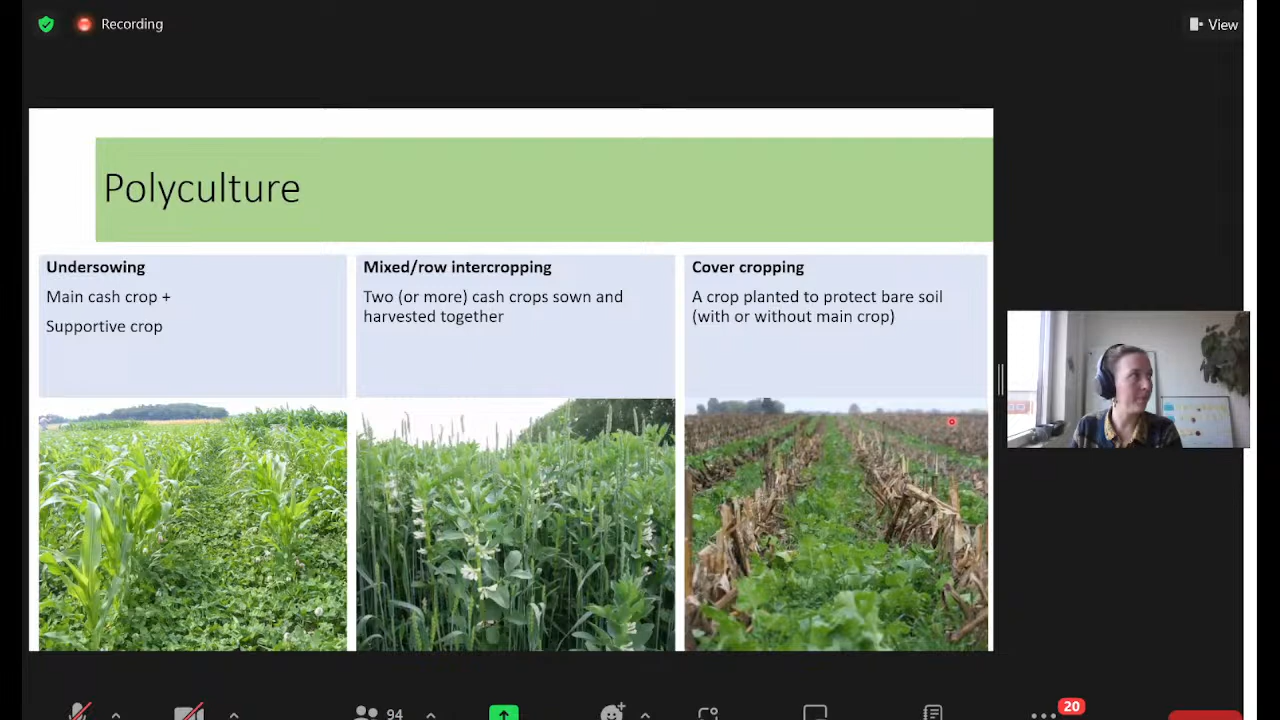 Recording
View
Polyculture
Undersowing
Main cash crop +
Supportive crop
Mixed/row intercropping
Two (or more) cash crops sown and
harvested together
Cover cropping
A crop planted to protect bare soil
(with or without main crop)
94
20